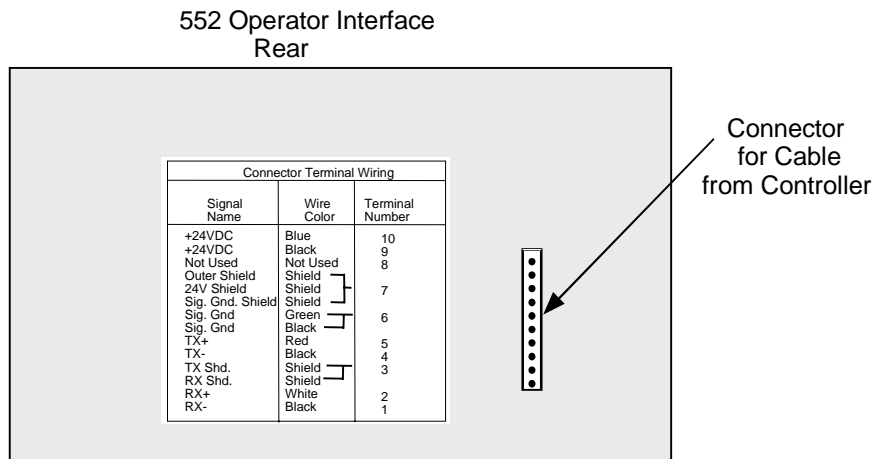 552 Operator Interface
Rear
Connector
for Cable
from Controller
Connector Terminal Wiring
Signal Name Wire Color Terminal Number
+24VDC Blue 10
+24VDC Black 9
Not Used Not Used 8
Outer Shield Shield
24V Shield Shield 7
Sig. Gnd. Shield Shield
Sig. Gnd Green 6
Sig. Gnd Black
TX+ Red 5
TX- Black 4
TX Shd. Shield 3
RX Shd. Shield
RX+ White 2
RX- Black 1